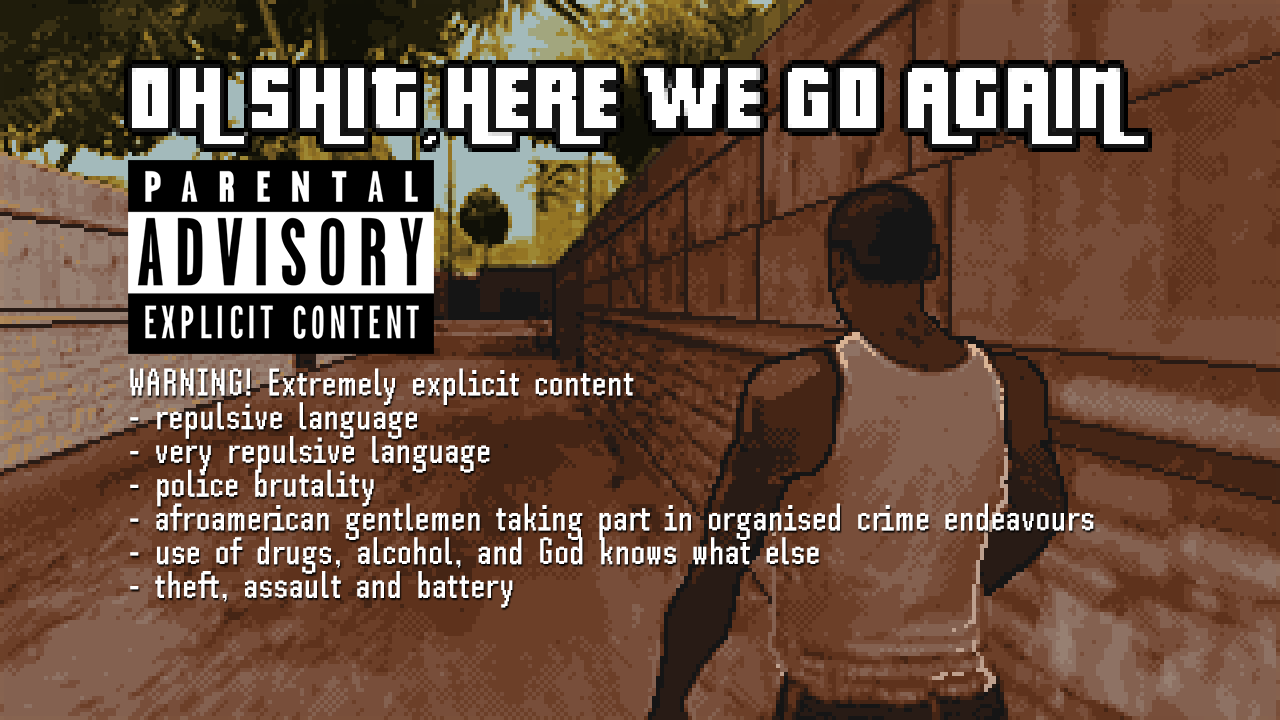 OH SHIT, HERE WE GO AGAIN
PARENTAL
ADVISORY
EXPLICIT CONTENT
WARNING! Extremely explicit content
- repulsive language
- very repulsive language
- police brutality
- afroamerican gentlemen taking part in organised crime endeavours
- use of drugs, alcohol, and God knows what else
- theft, assault and battery